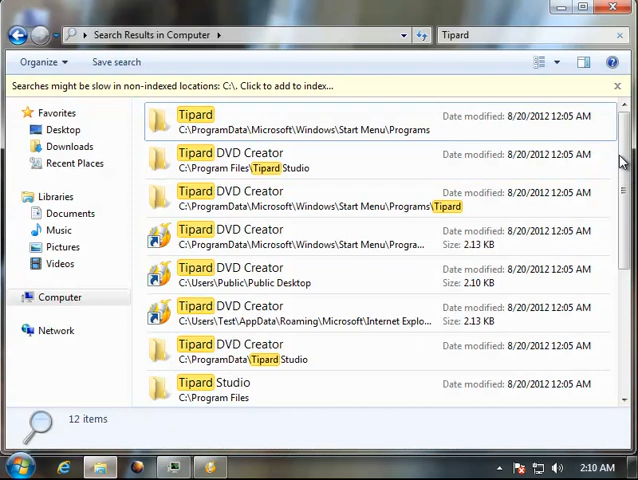 Search Results in Computer
Tipard
Organize
Save search
Searches might be slow in non-indexed locations: C:\. Click to add to index...
Favorites
Desktop
Downloads
Recent Places
Libraries
Documents
Music
Pictures
Videos
Computer
Network
Tipard
Date modified: 8/20/2012 12:05 AM
C:\ProgramData\Microsoft\Windows\Start Menu\Programs
Tipard DVD Creator
Date modified: 8/20/2012 12:05 AM
C:\Program Files\Tipard Studio
Tipard DVD Creator
Date modified: 8/20/2012 12:05 AM
C:\ProgramData\Microsoft\Windows\Start Menu\Programs\Tipard
Tipard DVD Creator
Date modified: 8/20/2012 12:05 AM
C:\ProgramData\Microsoft\Windows\Start Menu\Progra...
Size: 2.13 KB
Tipard DVD Creator
Date modified: 8/20/2012 12:05 AM
C:\Users\Public\Public Desktop
Size: 2.10 KB
Tipard DVD Creator
Date modified: 8/20/2012 12:05 AM
C:\Users\Test\AppData\Roaming\Microsoft\Internet Explo...
Size: 2.13 KB
Tipard DVD Creator
Date modified: 8/20/2012 12:05 AM
C:\ProgramData\Tipard Studio
Tipard Studio
Date modified: 8/20/2012 12:05 AM
C:\Program Files
12 items
2:10 AM